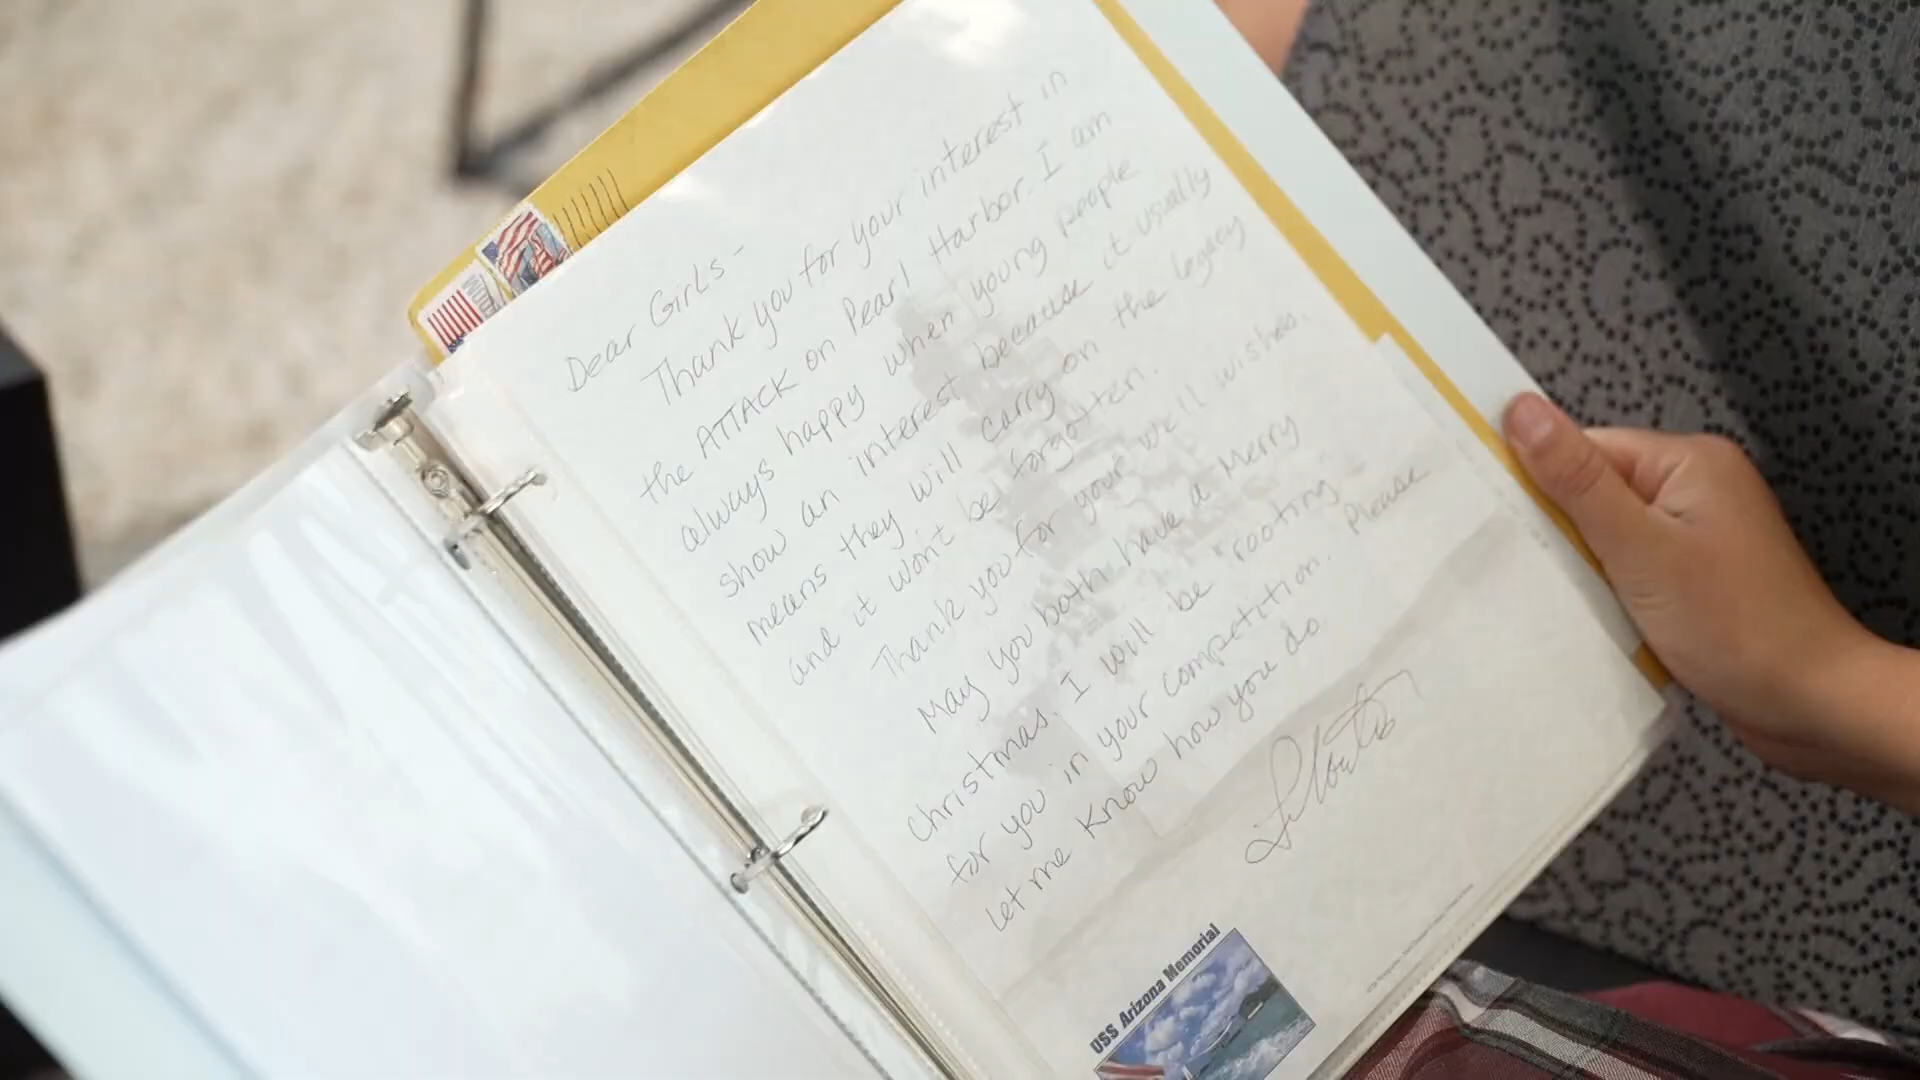 Dear Girls -
Thank you for your interest in
the ATTACK on Pearl Harbor. I am
always happy when young people
show an interest because it usually
means they will carry on the legacy
and it won't be forgotten.
Thank you for your well wishes.
May you both have a Merry
Christmas. I will be "rooting"
for you in your competition. Please
let me know how you do.
USS Arizona Memorial